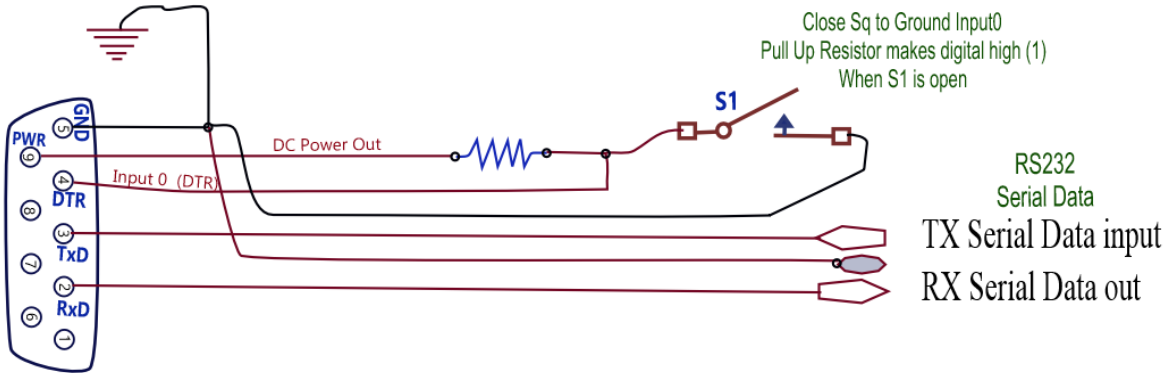 Close Sq to Ground Input0
Pull Up Resistor makes digital high (1)
When S1 is open
S1
GND
5
PWR
9
DC Power Out
4
Input 0 (DTR)
DTR
8
3
TxD
7
2
RxD
6
1
RS232
Serial Data
TX Serial Data input
RX Serial Data out